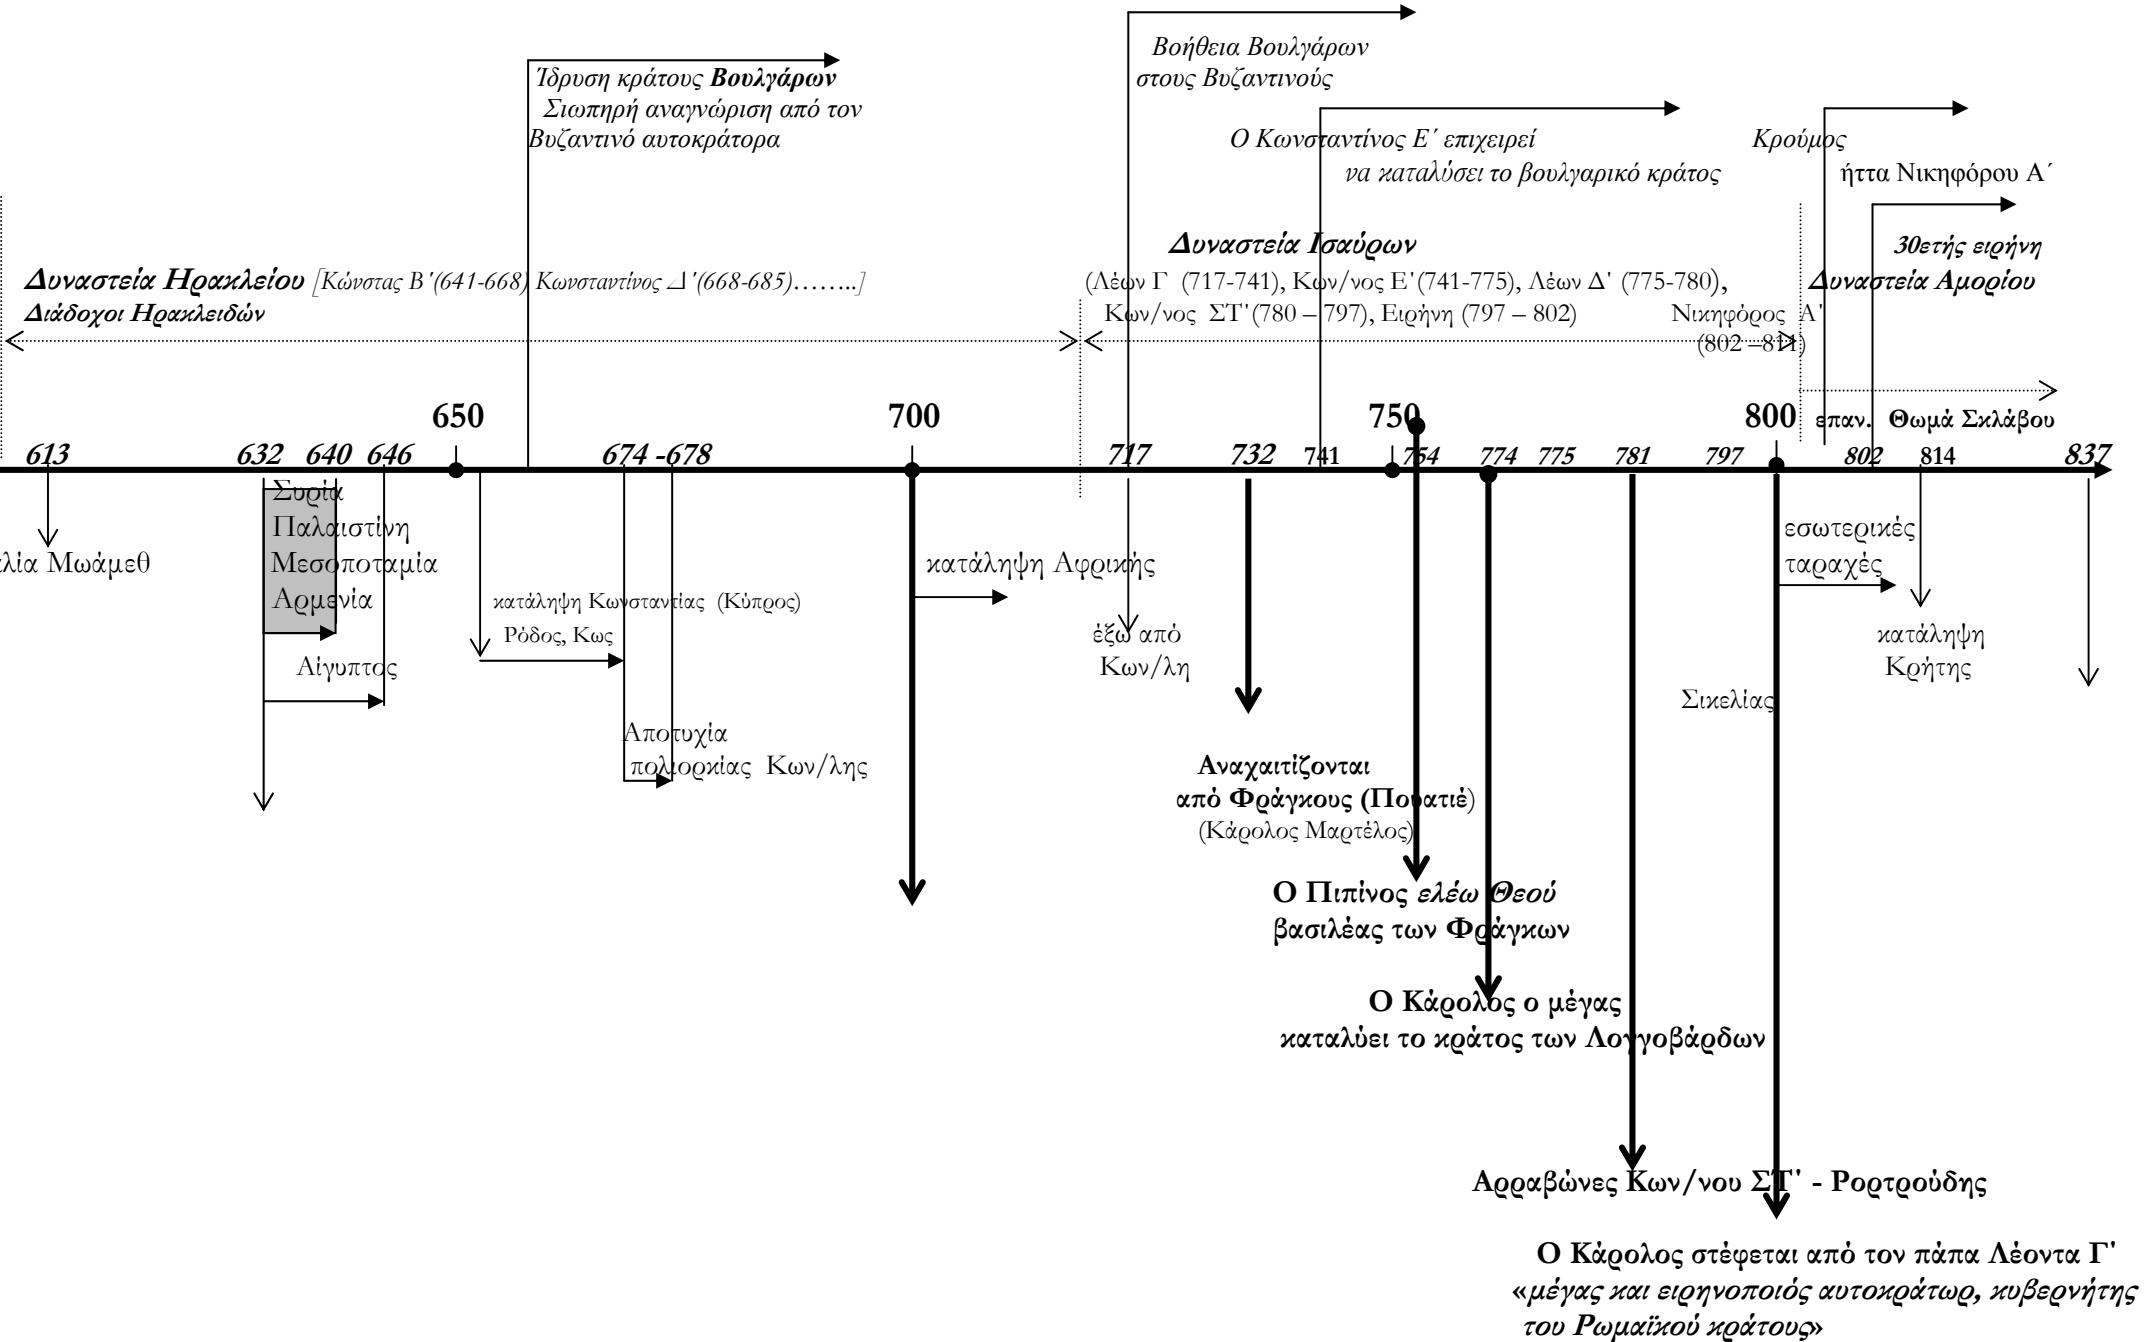 Βοήθεια Βουλγάρων
στους Βυζαντινούς
Ίδρυση κράτους Βουλγάρων
Σιωπηρή αναγνώριση από τον
Βυζαντινό αυτοκράτορα
Ο Κωνσταντίνος Ε΄ επιχειρεί
να καταλύσει το βουλγαρικό κράτος
Κρούμος
ήττα Νικηφόρου Α΄
Δυναστεία Ισαύρων
30ετής ειρήνη
Δυναστεία Ηρακλείου [Κώνστας Β΄(641-668) Κωνσταντίνος Δ΄(668-685)……..]
Διάδοχοι Ηρακλειδών
(Λέων Γ (717-741), Κων/νος Ε΄(741-775), Λέων Δ΄ (775-780),
Κων/νος ΣΤ΄(780 – 797), Ειρήνη (797 – 802)
Νικηφόρος Α΄
(802 –811)
Δυναστεία Αμορίου
650 700 750 800
επαν. Θωμά Σκλάβου
613 632 640 646 674 -678 717 732 741 754 774 775 781 797 802 814 837
λία Μωάμεθ
Συρία
Παλαιστίνη
Μεσοποταμία
Αρμενία
Αίγυπτος
κατάληψη Κωνσταντίας (Κύπρος)
Ρόδος, Κως
Αποτυχία
πολιορκίας Κων/λης
κατάληψη Αφρικής
έξω από
Κων/λη
εσωτερικές
ταραχές
κατάληψη
Κρήτης
Σικελίας
Αναχαιτίζονται
από Φράγκους (Πουατιέ)
(Κάρολος Μαρτέλος)
Ο Πιπίνος ελέω Θεού
βασιλέας των Φράγκων
Ο Κάρολος ο μέγας
καταλύει το κράτος των Λογγοβάρδων
Αρραβώνες Κων/νου ΣΤ΄ - Ρορτρούδης
Ο Κάρολος στέφεται από τον πάπα Λέοντα Γ΄
«μέγας και ειρηνοποιός αυτοκράτωρ, κυβερνήτης
του Ρωμαϊκού κράτους»